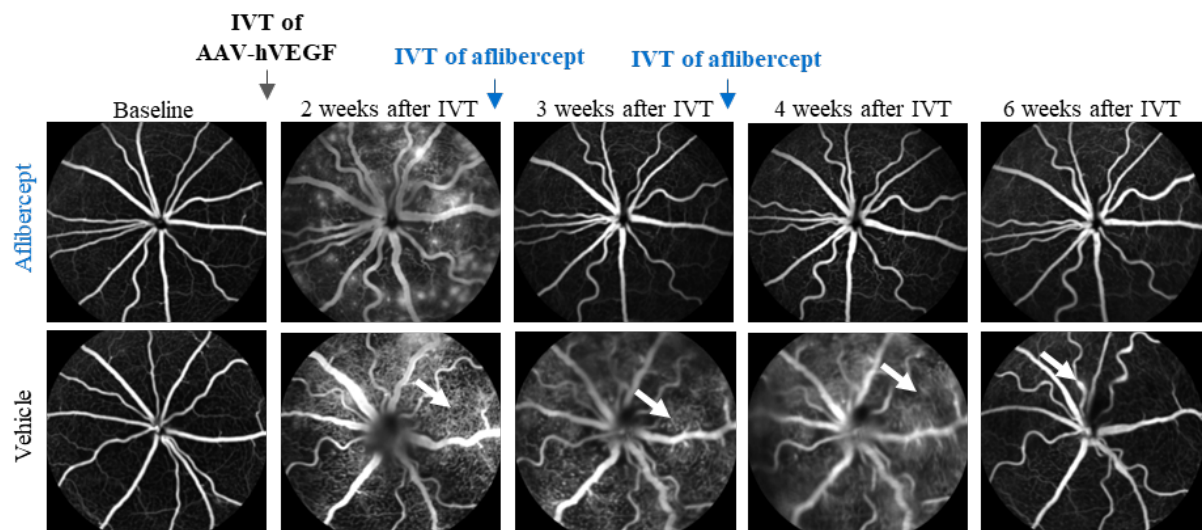 IVT of
AAV-hVEGF
IVT of aflibercept
IVT of aflibercept
Baseline
2 weeks after IVT
3 weeks after IVT
4 weeks after IVT
6 weeks after IVT
Aflibercept
Vehicle